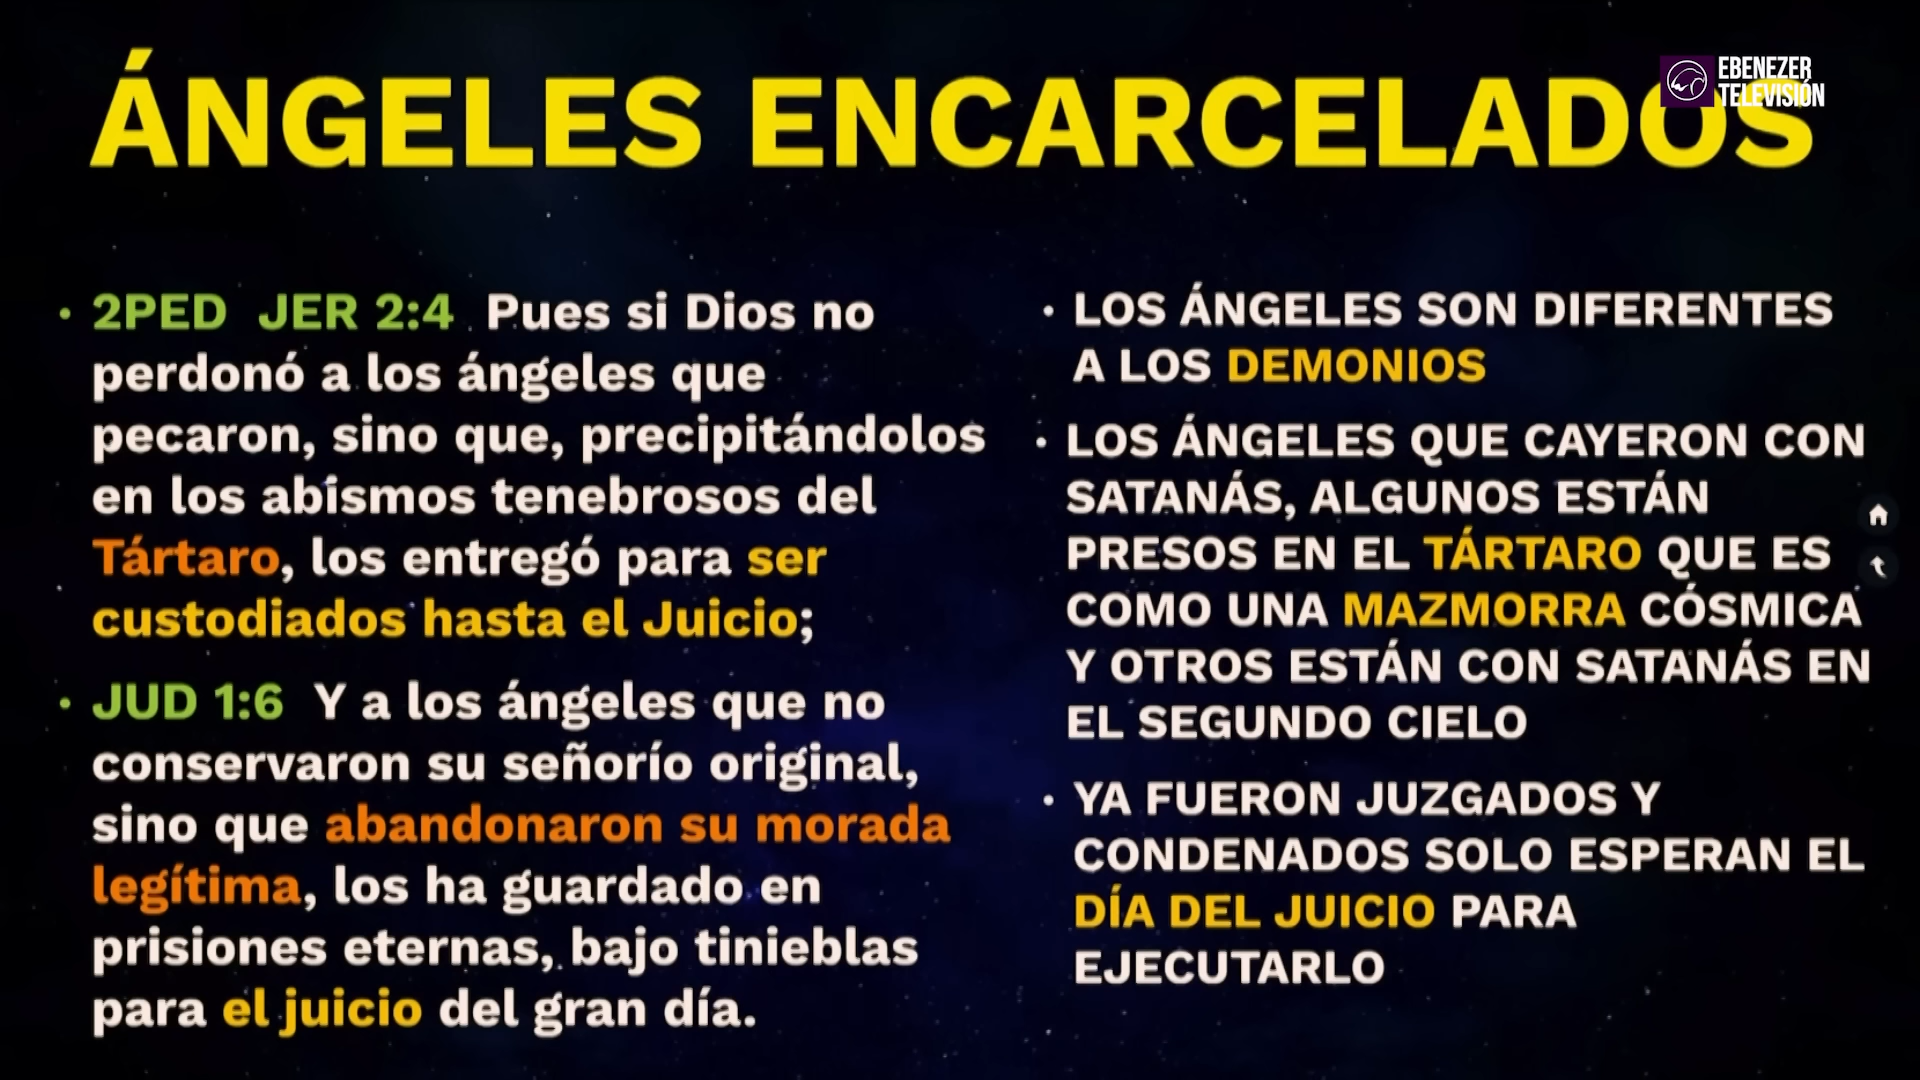 ÁNGELES ENCARCELADOS
EBENEZER
TELEVISIÓN
• 2PED JER 2:4 Pues si Dios no
perdonó a los ángeles que
pecaron, sino que, precipitándolos
en los abismos tenebrosos del
Tártaro, los entregó para ser
custodiados hasta el Juicio;
• JUD 1:6 Y a los ángeles que no
conservaron su señorío original,
sino que abandonaron su morada
legítima, los ha guardado en
prisiones eternas, bajo tinieblas
para el juicio del gran día.
• LOS ÁNGELES SON DIFERENTES
A LOS DEMONIOS
• LOS ÁNGELES QUE CAYERON CON
SATANÁS, ALGUNOS ESTÁN
PRESOS EN EL TÁRTARO QUE ES
COMO UNA MAZMORRA CÓSMICA
Y OTROS ESTÁN CON SATANÁS EN
EL SEGUNDO CIELO
• YA FUERON JUZGADOS Y
CONDENADOS SOLO ESPERAN EL
DÍA DEL JUICIO PARA
EJECUTARLO